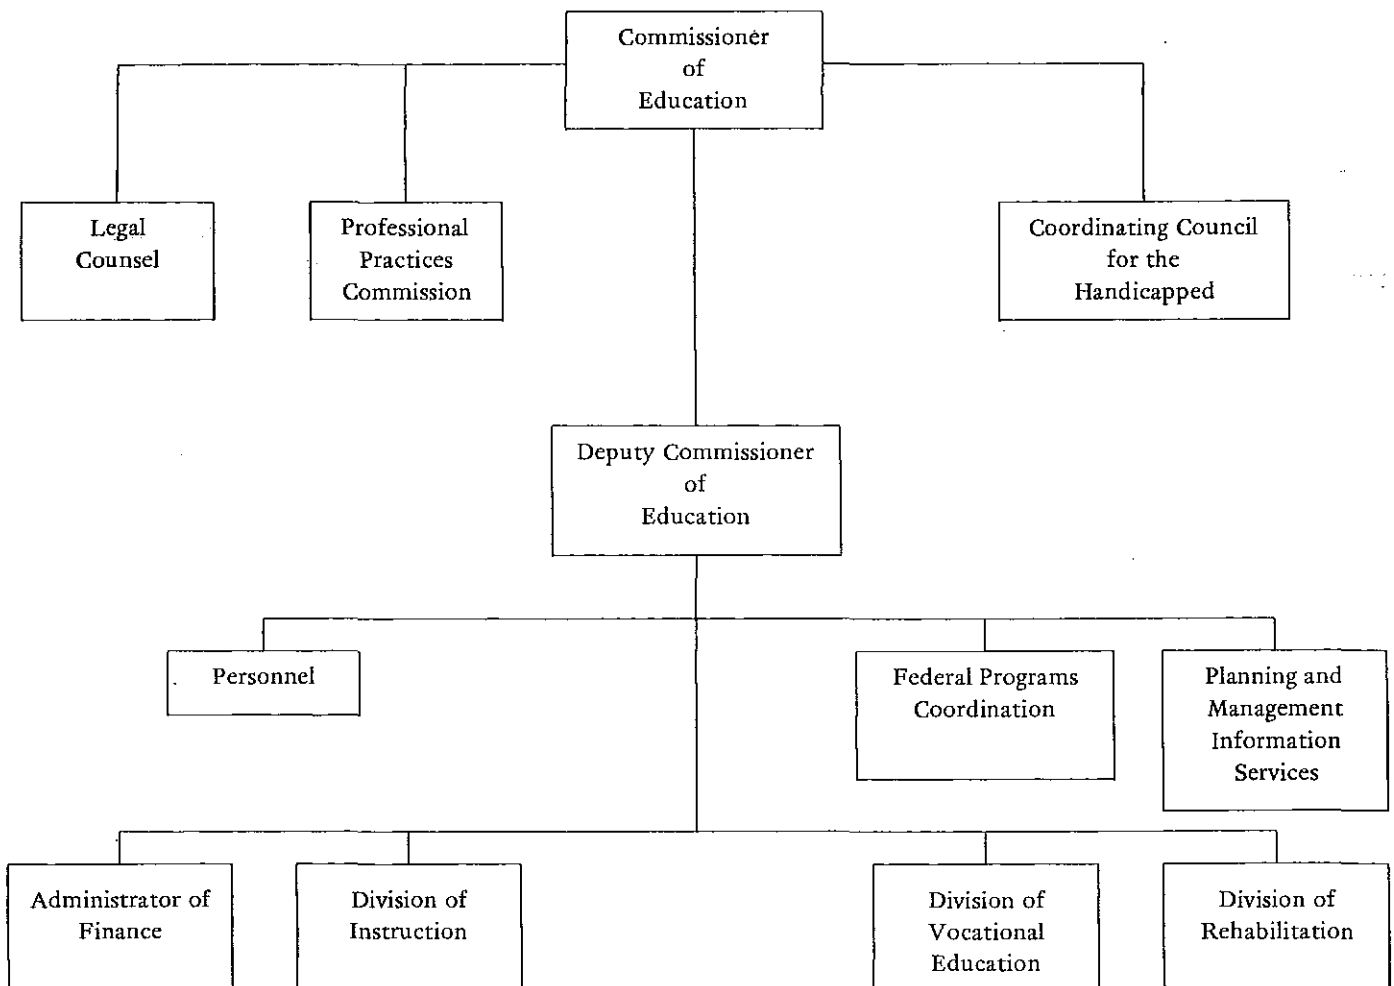 Commissioner
of
Education
Legal
Counsel
Professional
Practices
Commission
Coordinating Council
for the
Handicapped
Deputy Commissioner
of
Education
Personnel
Federal Programs
Coordination
Planning and
Management
Information
Services
Administrator of
Finance
Division of
Instruction
Division of
Vocational
Education
Division of
Rehabilitation